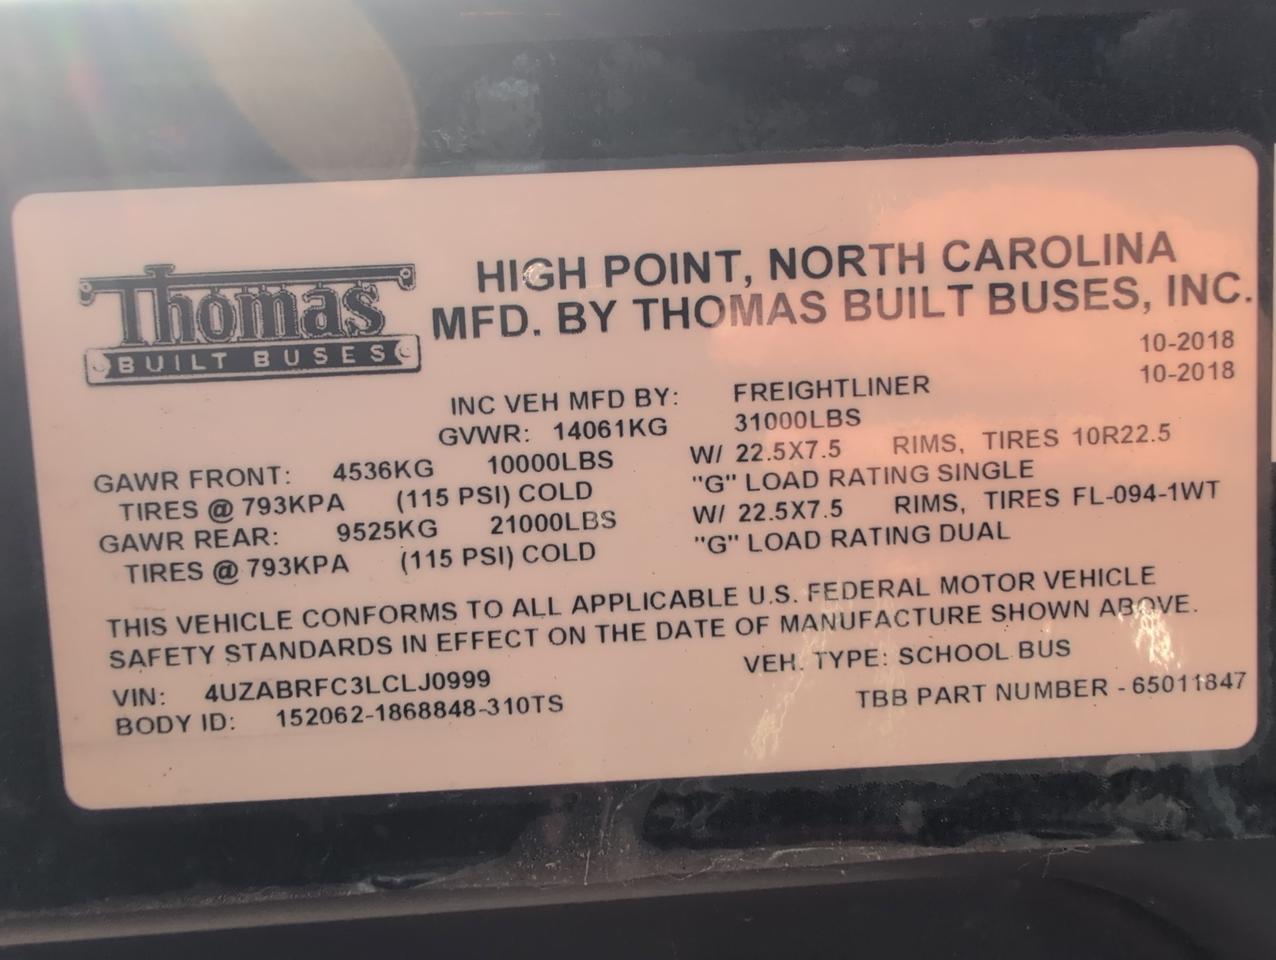 Thomas
BUILT BUSES
HIGH POINT, NORTH CAROLINA
MFD. BY THOMAS BUILT BUSES, INC.
10-2018
INC VEH MFD BY: FREIGHTLINER 10-2018
GVWR: 14061KG 31000LBS
GAWR FRONT: 4536KG 10000LBS W/ 22.5X7.5 RIMS, TIRES 10R22.5
TIRES @ 793KPA (115 PSI) COLD "G" LOAD RATING SINGLE
GAWR REAR: 9525KG 21000LBS W/ 22.5X7.5 RIMS, TIRES FL-094-1WT
TIRES @ 793KPA (115 PSI) COLD "G" LOAD RATING DUAL
THIS VEHICLE CONFORMS TO ALL APPLICABLE U.S. FEDERAL MOTOR VEHICLE
SAFETY STANDARDS IN EFFECT ON THE DATE OF MANUFACTURE SHOWN ABOVE.
VIN: 4UZABRFC3LCLJ0999 VEH. TYPE: SCHOOL BUS
BODY ID: 152062-1868848-310TS TBB PART NUMBER - 65011847